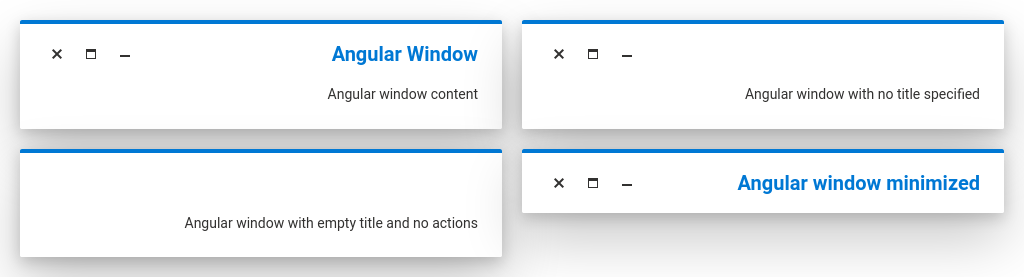 Angular Window
Angular window content
Angular window with no title specified
Angular window with empty title and no actions
Angular window minimized